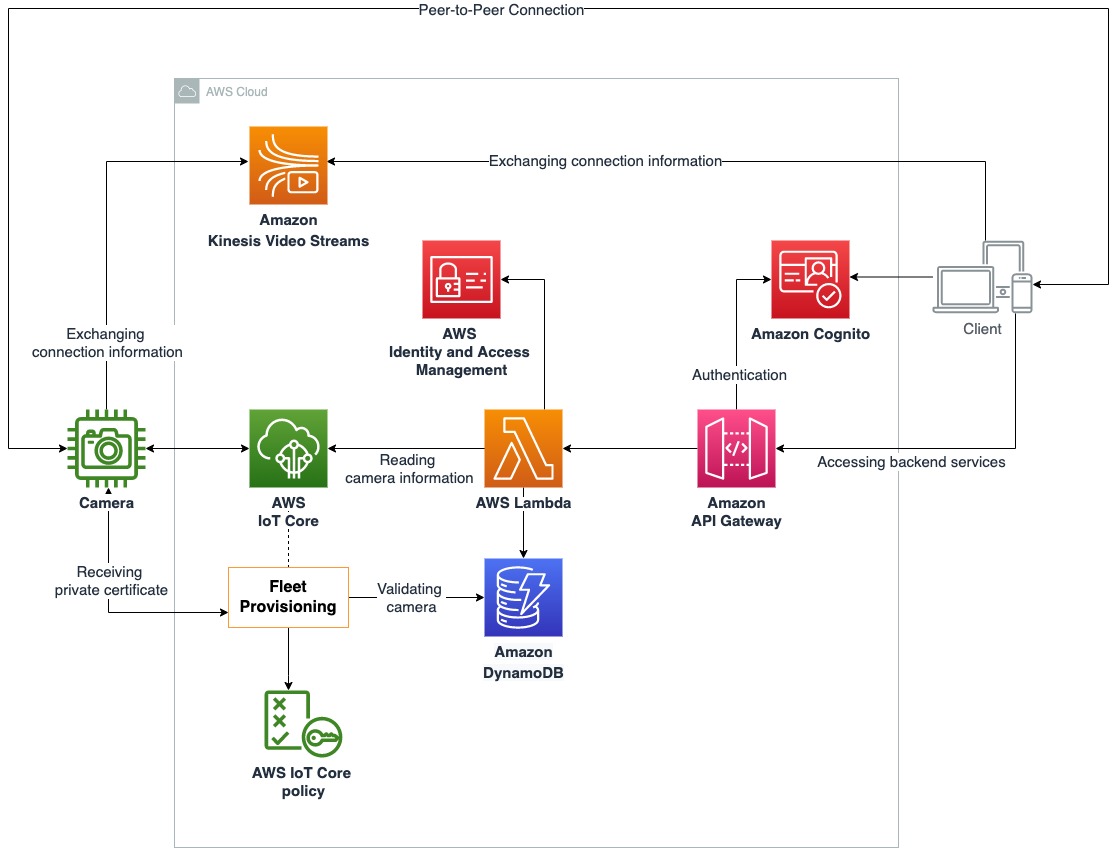 Peer-to-Peer Connection
AWS Cloud
Exchanging connection information
Amazon
Kinesis Video Streams
AWS
Identity and Access
Management
Amazon Cognito
Client
Exchanging
connection information
Authentication
Camera
AWS
IoT Core
Reading
camera information
AWS Lambda
Amazon
API Gateway
Accessing backend services
Receiving
private certificate
Fleet
Provisioning
Validating
camera
Amazon
DynamoDB
AWS IoT Core
policy